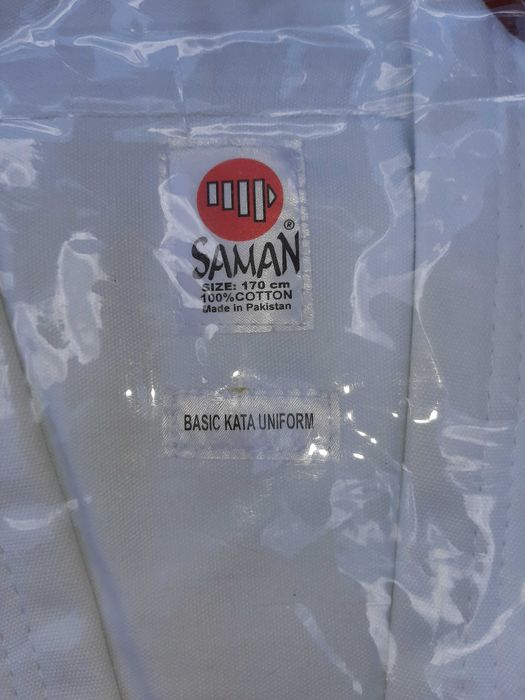 ®
SAMAN
SIZE: 170 cm
100%COTTON
Made in Pakistan
BASIC KATA UNIFORM